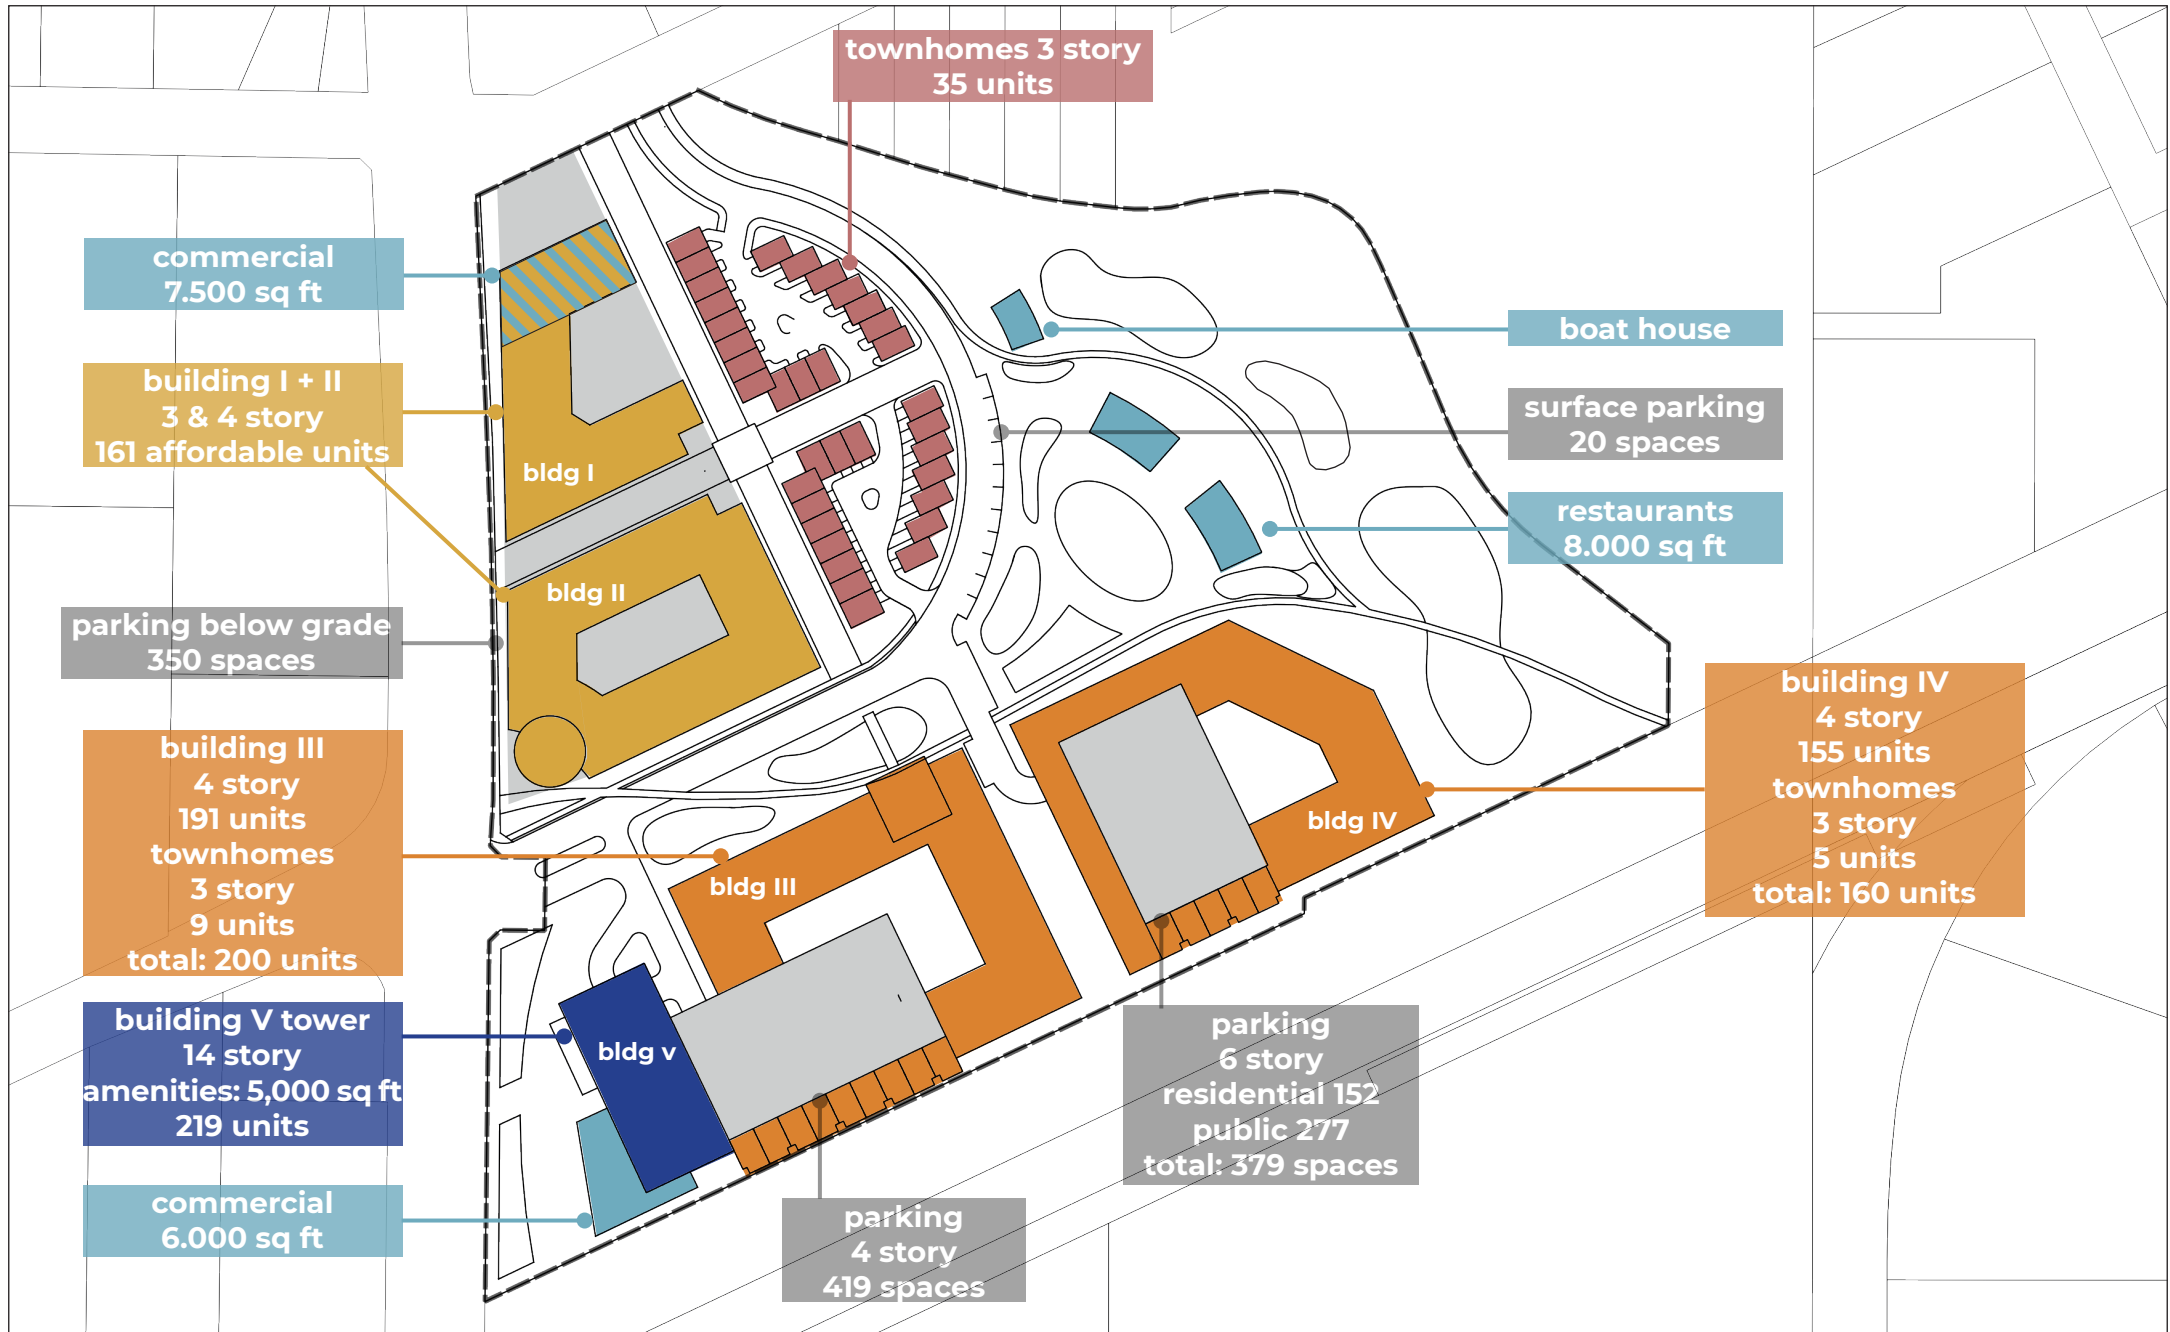 townhomes 3 story
35 units
commercial
7.500 sq ft
building I + II
3 & 4 story
161 affordable units
parking below grade
350 spaces
building III
4 story
191 units
townhomes
3 story
9 units
total: 200 units
building V tower
14 story
amenities: 5,000 sq ft
219 units
commercial
6.000 sq ft
bldg I
bldg II
bldg III
bldg IV
bldg v
boat house
surface parking
20 spaces
restaurants
8.000 sq ft
building IV
4 story
155 units
townhomes
3 story
5 units
total: 160 units
parking
6 story
residential 152
public 277
total: 379 spaces
parking
4 story
419 spaces